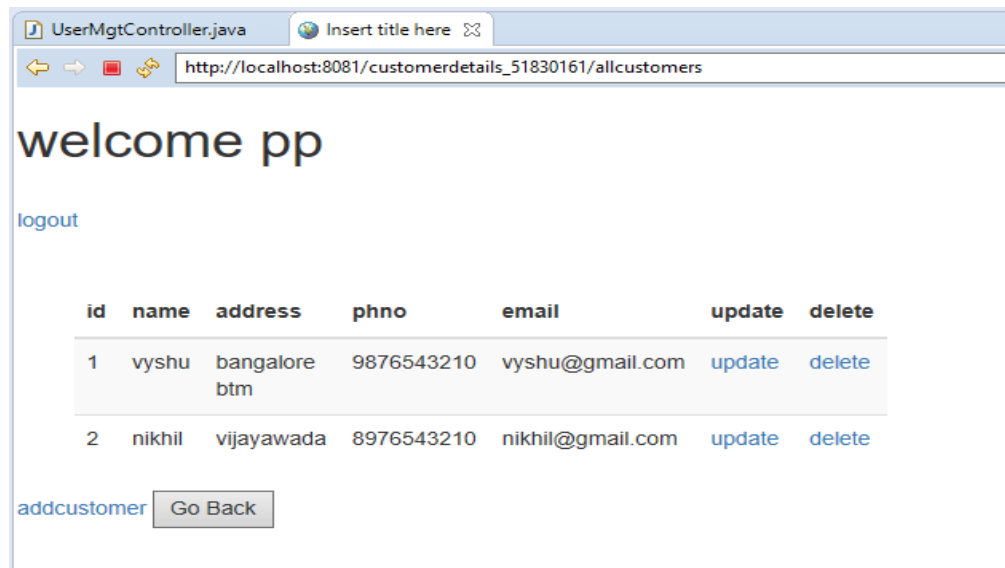 UserMgtController.java Insert title here
http://localhost:8081/customerdetails_51830161/allcustomers
welcome pp
logout
id name address phno email update delete
1 vyshu bangalore 9876543210 vyshu@gmail.com update delete
btm
2 nikhil vijayawada 8976543210 nikhil@gmail.com update delete
addcustomer Go Back